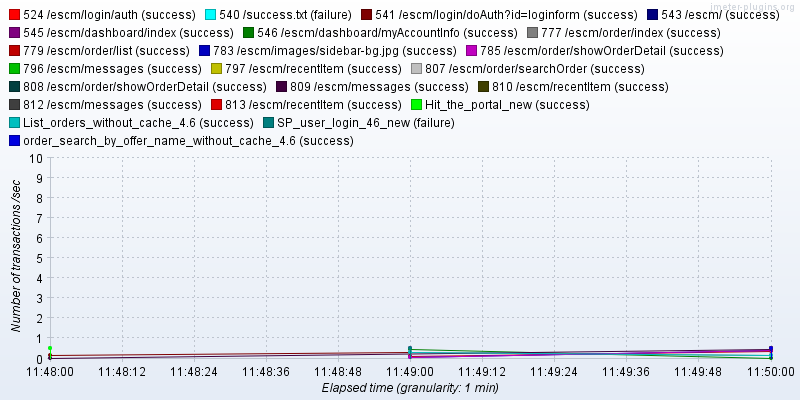 jmeter-plugins.org
524 /escm/login/auth (success) 540 /success.txt (failure) 541 /escm/login/doAuth?id=loginform (success) 543 /escm/ (success)
545 /escm/dashboard/index (success) 546 /escm/dashboard/myAccountInfo (success) 777 /escm/order/index (success)
779 /escm/order/list (success) 783 /escm/images/sidebar-bg.jpg (success) 785 /escm/order/showOrderDetail (success)
796 /escm/messages (success) 797 /escm/recentItem (success) 807 /escm/order/searchOrder (success)
808 /escm/order/showOrderDetail (success) 809 /escm/messages (success) 810 /escm/recentItem (success)
812 /escm/messages (success) 813 /escm/recentItem (success) Hit_the_portal_new (success)
List_orders_without_cache_4.6 (success) SP_user_login_46_new (failure)
order_search_by_offer_name_without_cache_4.6 (success)
Number of transactions /sec
10
9
8
7
6
5
4
3
2
1
0
11:48:00 11:48:12 11:48:24 11:48:36 11:48:48 11:49:00 11:49:12 11:49:24 11:49:36 11:49:48 11:50:00
Elapsed time (granularity: 1 min)